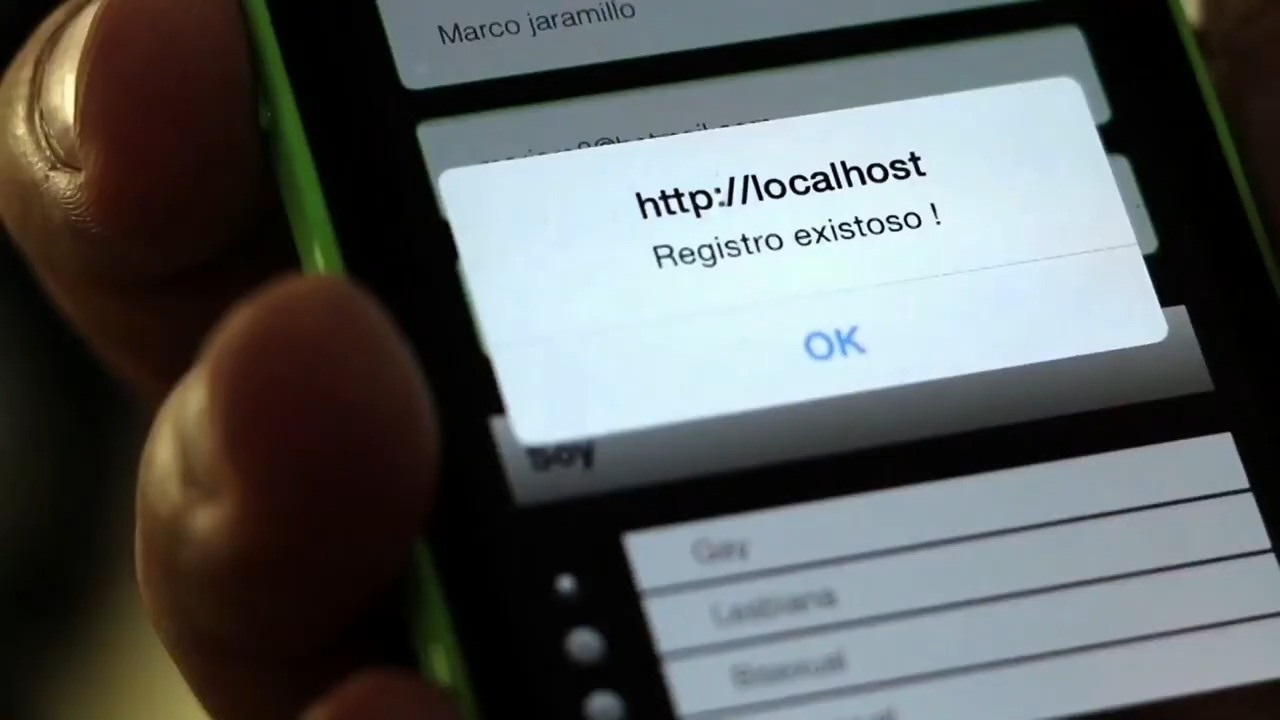 Marco jaramillo
http://localhost
Registro existoso !
OK
Soy
Gay
Lesbiana
Bisexual